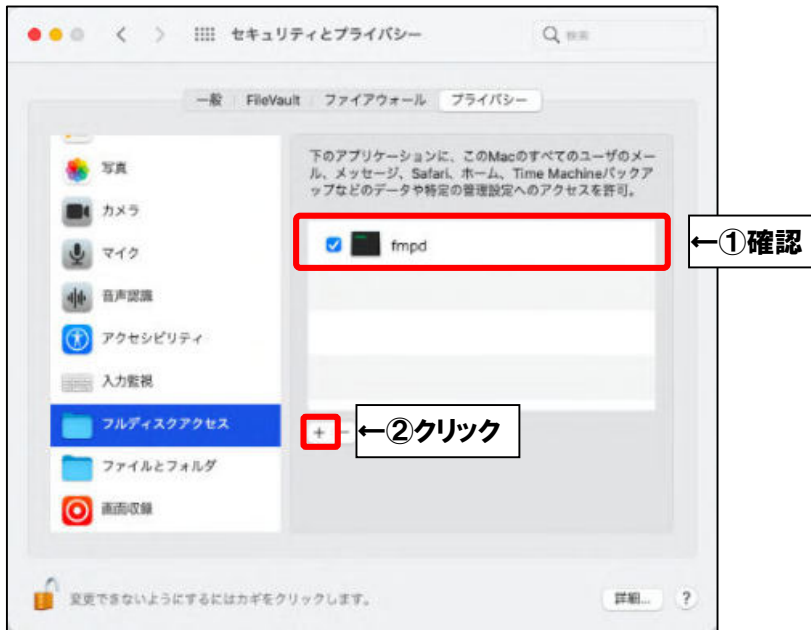 セキュリティとプライバシー
検索
一般 FileVault ファイアウォール プライバシー
写真
カメラ
マイク
音声認識
アクセシビリティ
入力監視
フルディスクアクセス
ファイルとフォルダ
画面収録
下のアプリケーションに、このMacのすべてのユーザのメー
ル、メッセージ、Safari、ホーム、Time Machineバックア
ップなどのデータや特定の管理設定へのアクセスを許可。
fmpd
←①確認
+ −
←②クリック
変更できないようにするにはカギをクリックします。
詳細... ?